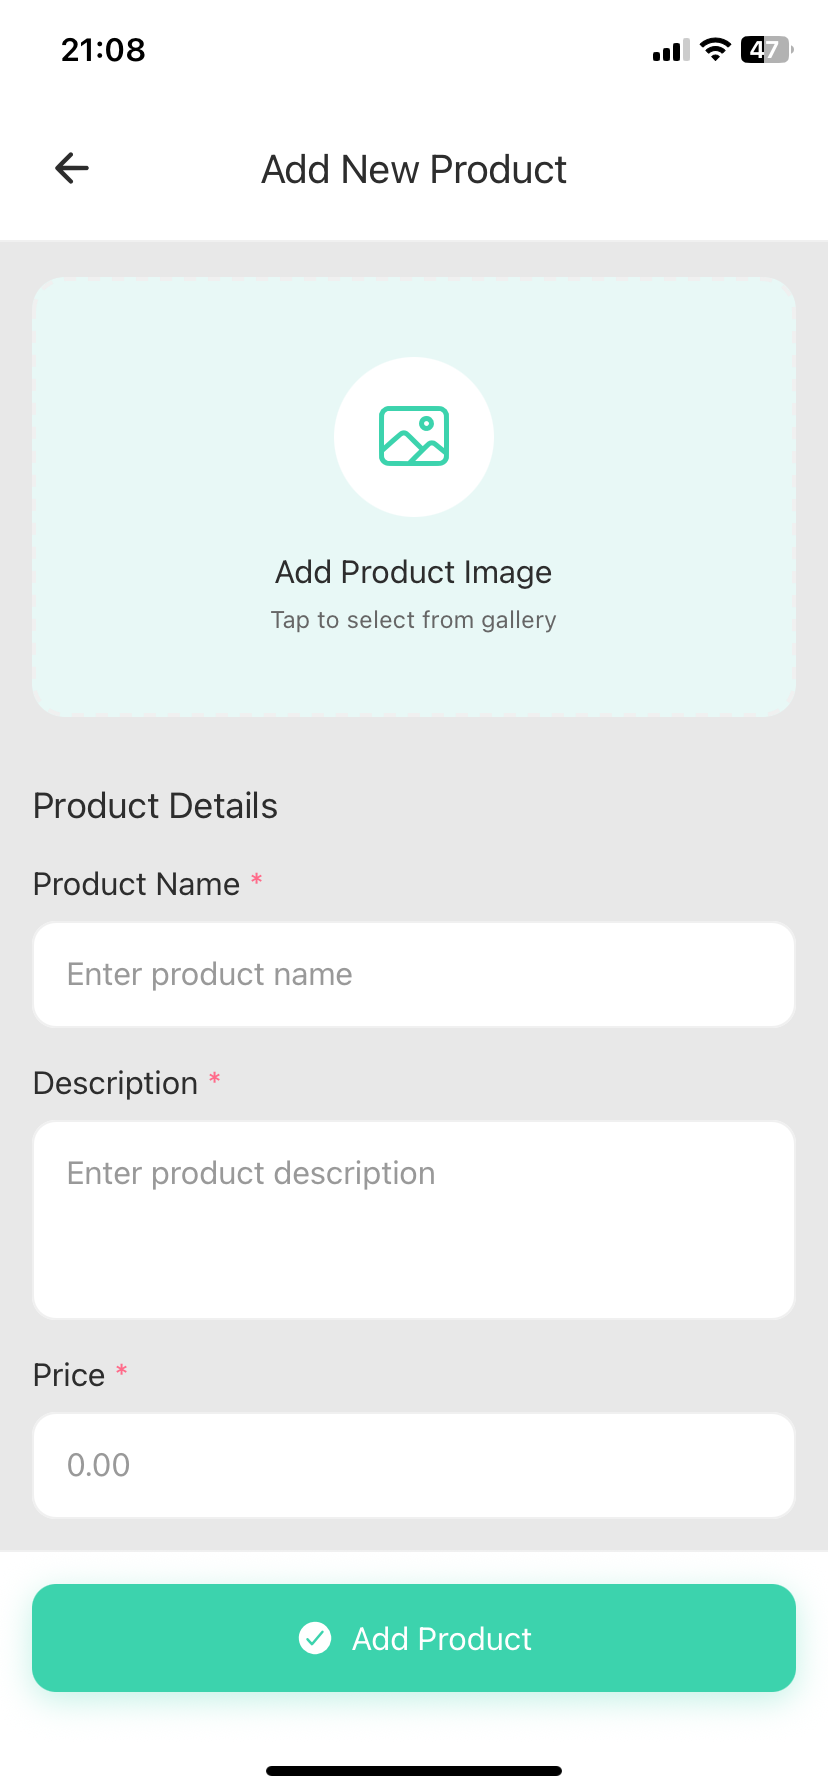 21:08
47
Add New Product
Add Product Image
Tap to select from gallery
Product Details
Product Name *
Enter product name
Description *
Enter product description
Price *
0.00
Add Product